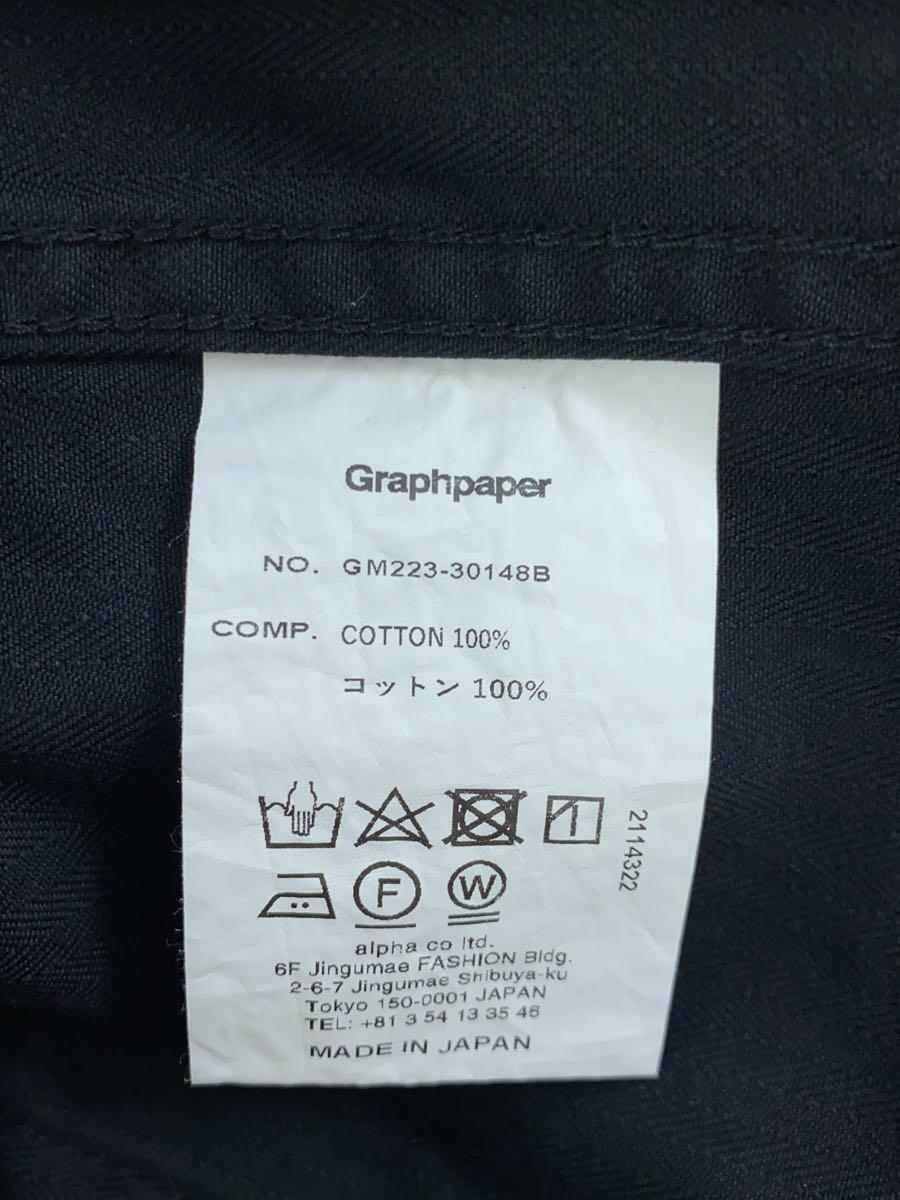 Graphpaper
NO. GM223-30148B
COMP. COTTON 100%
コットン 100%
2114322
F W
alpha co ltd.
6F Jingumae FASHION Bldg.
2-6-7 Jingumae Shibuya-ku
Tokyo 150-0001 JAPAN
TEL: +81 3 54 13 35 46
MADE IN JAPAN